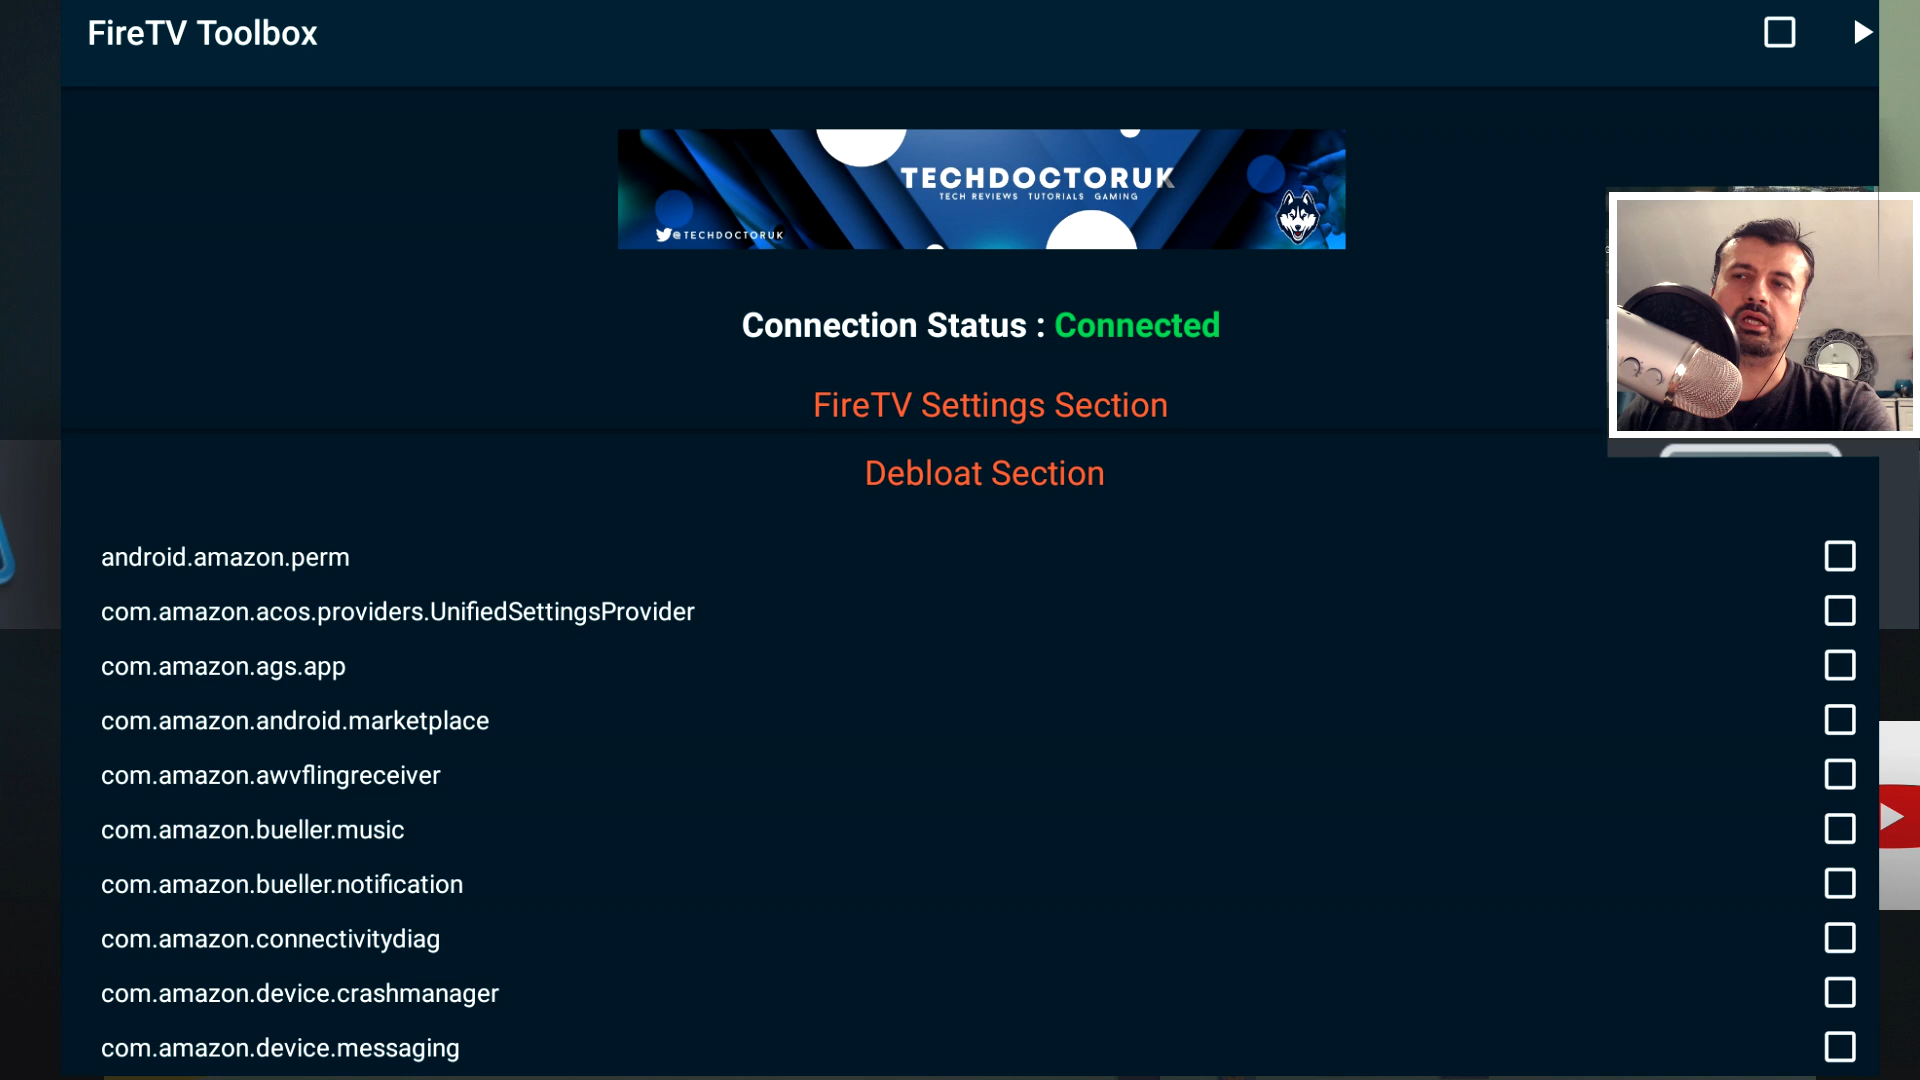 FireTV Toolbox
TECHDOCTORUK
TECH REVIEWS TUTORIALS GAMING
@TECHDOCTORUK
Connection Status : Connected
FireTV Settings Section
Debloat Section
android.amazon.perm
com.amazon.acos.providers.UnifiedSettingsProvider
com.amazon.ags.app
com.amazon.android.marketplace
com.amazon.awvflingreceiver
com.amazon.bueller.music
com.amazon.bueller.notification
com.amazon.connectivitydiag
com.amazon.device.crashmanager
com.amazon.device.messaging